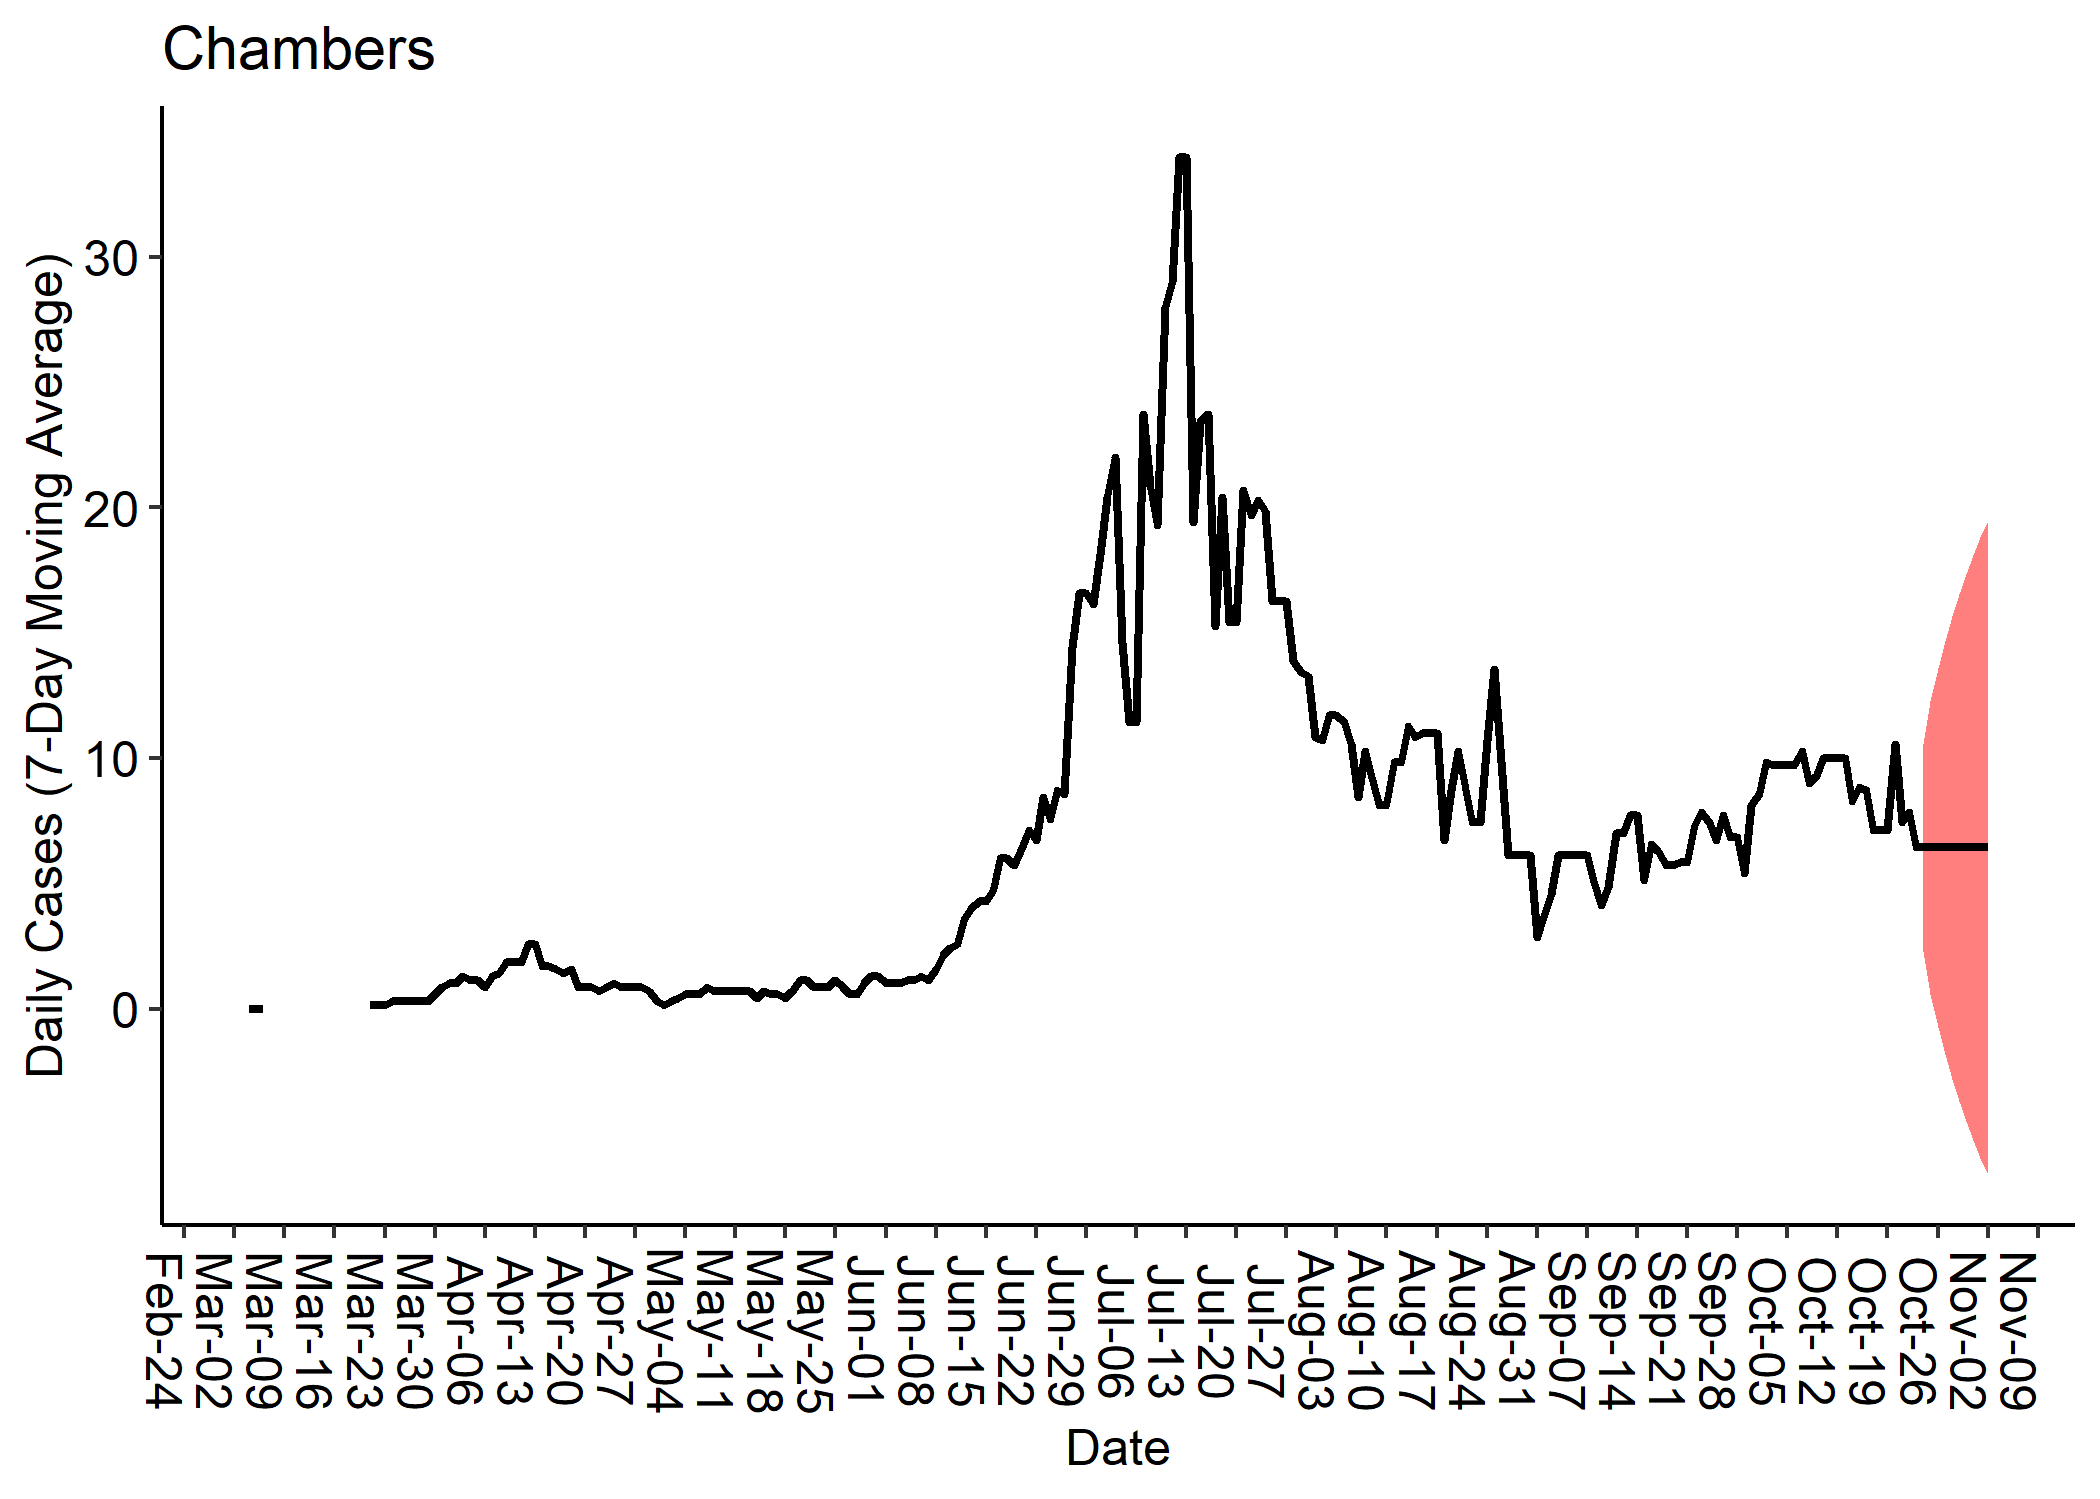 Chambers
Daily Cases (7-Day Moving Average)
30
20
10
0
Feb-24
Mar-02
Mar-09
Mar-16
Mar-23
Mar-30
Apr-06
Apr-13
Apr-20
Apr-27
May-04
May-11
May-18
May-25
Jun-01
Jun-08
Jun-15
Jun-22
Jun-29
Jul-06
Jul-13
Jul-20
Jul-27
Aug-03
Aug-10
Aug-17
Aug-24
Aug-31
Sep-07
Sep-14
Sep-21
Sep-28
Oct-05
Oct-12
Oct-19
Oct-26
Nov-02
Nov-09
Date